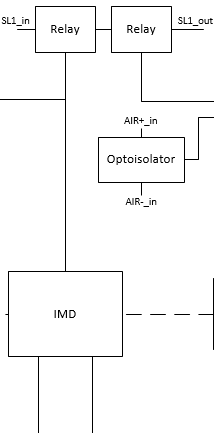 SL1_in
Relay
Relay
SL1_out
AIR+_in
Optoisolator
AIR-_in
IMD